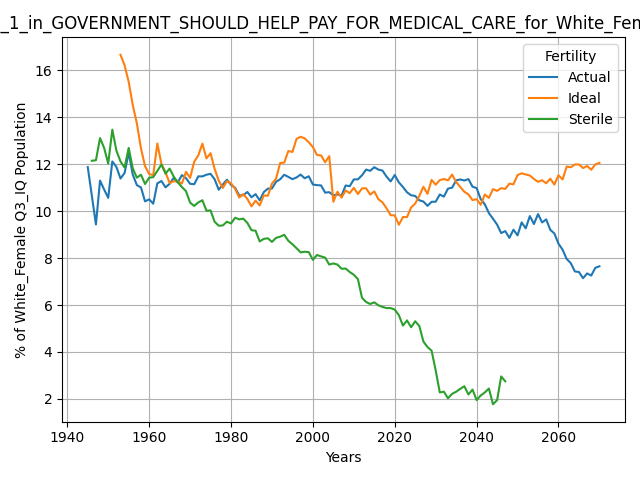 _1_in_GOVERNMENT_SHOULD_HELP_PAY_FOR_MEDICAL_CARE_for_White_Fem
Fertility
Actual
Ideal
Sterile
% of White_Female Q3_IQ Population
16
14
12
10
8
6
4
2
1940 1960 1980 2000 2020 2040 2060
Years